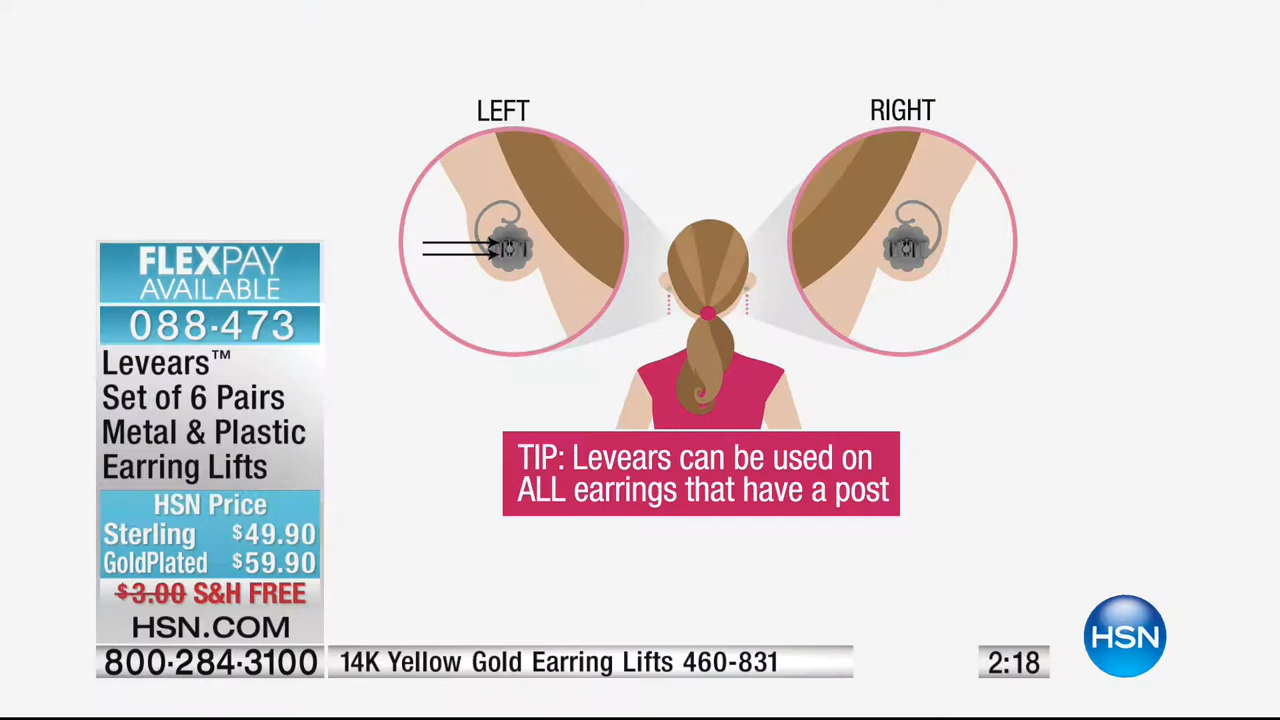 LEFT
RIGHT
FLEXPAY
AVAILABLE
088·473
Levears™
Set of 6 Pairs
Metal & Plastic
Earring Lifts
HSN Price
Sterling $49.90
GoldPlated $59.90
$3.00 S&H FREE
HSN.COM
800·284·3100
TIP: Levears can be used on
ALL earrings that have a post
14K Yellow Gold Earring Lifts 460-831
2:18
HSN